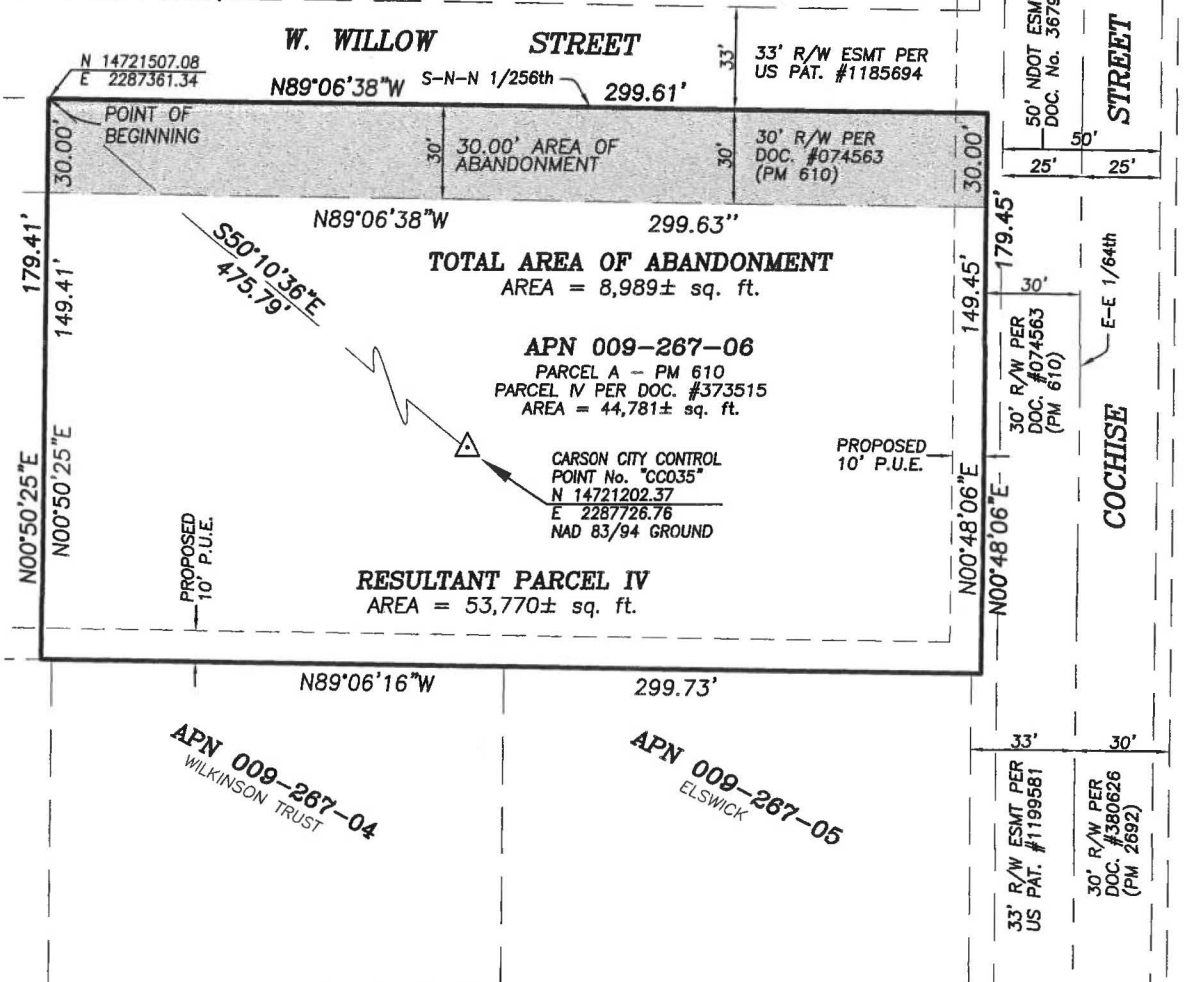 W. WILLOW STREET
N 14721507.08
E 2287361.34
N89°06'38"W
S-N-N 1/256th
299.61'
33'
33' R/W ESMT PER
US PAT. #1185694
50' NDOT ESM
DOC. No. 3679
STREET
50'
25'
25'
POINT OF
BEGINNING
30.00'
30'
30.00' AREA OF
ABANDONMENT
30'
30' R/W PER
DOC. #074563
(PM 610)
30.00'
N89°06'38"W
299.63''
179.41'
149.41'
S50°10'36"E
475.79'
TOTAL AREA OF ABANDONMENT
AREA = 8,989± sq. ft.
149.45'
179.45'
30'
E-E 1/64th
APN 009-267-06
PARCEL A - PM 610
PARCEL IV PER DOC. #373515
AREA = 44,781± sq. ft.
30' R/W PER
DOC. #074563
(PM 610)
PROPOSED
10' P.U.E.
COCHISE
CARSON CITY CONTROL
POINT No. "CC035"
N 14721202.37
E 2287726.76
NAD 83/94 GROUND
N00°50'25"E
N00°50'25"E
N00°48'06"E
N00°48'06"E
PROPOSED
10' P.U.E.
RESULTANT PARCEL IV
AREA = 53,770± sq. ft.
N89°06'16"W
299.73'
APN 009-267-04
WILKINSON TRUST
APN 009-267-05
ELSWICK
33'
30'
33' R/W ESMT PER
US PAT. #1199581
30' R/W PER
DOC. #380626
(PM 2692)